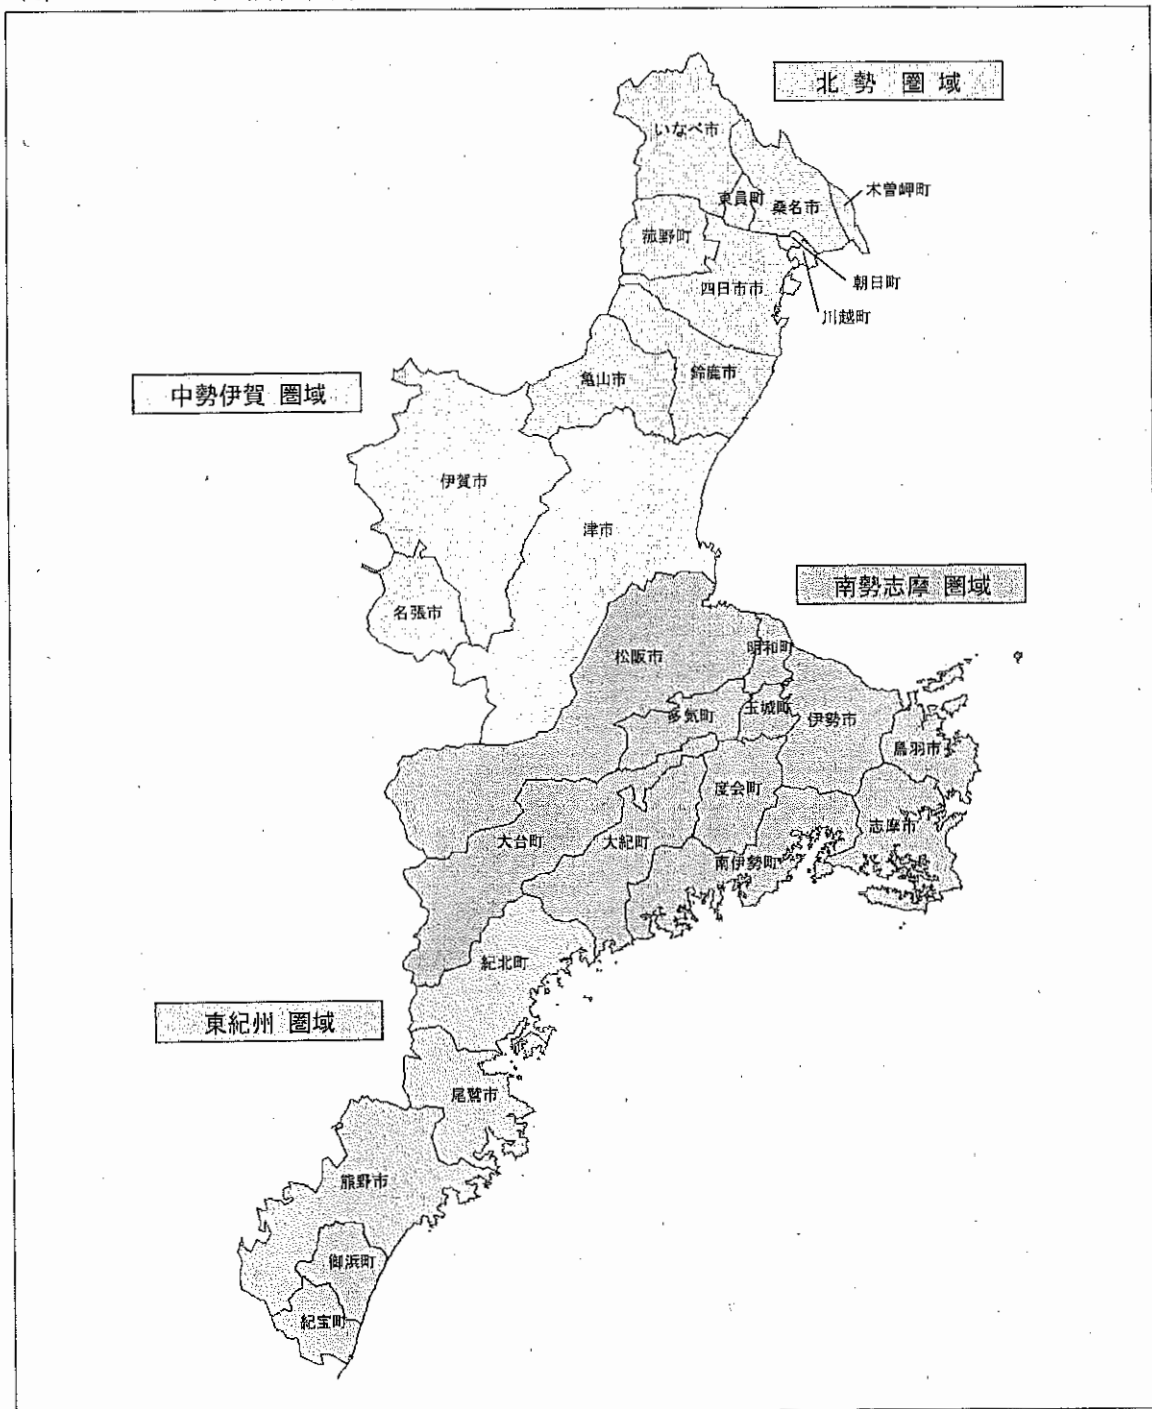 北勢 圏域
いなべ市
木曽岬町
東員町
桑名市
菰野町
朝日町
四日市市
川越町
鈴鹿市
亀山市
中勢伊賀 圏域
伊賀市
津市
南勢志摩 圏域
名張市
松阪市
明和町
玉城町
多気町
伊勢市
鳥羽市
度会町
志摩市
大台町
大紀町
南伊勢町
紀北町
東紀州 圏域
尾鷲市
熊野市
御浜町
紀宝町